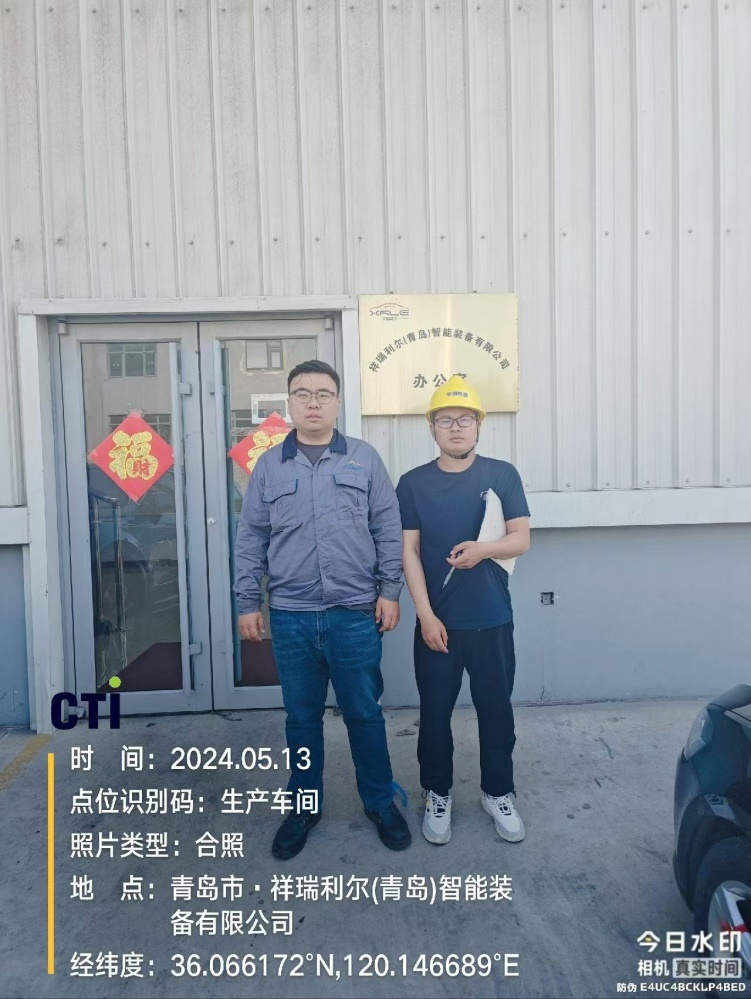 XRLE
祥瑞利尔(青岛)智能装备有限公司
办公室
福
CTI
时 间：2024.05.13
点位识别码：生产车间
照片类型：合照
地 点：青岛市·祥瑞利尔(青岛)智能装
备有限公司
经纬度：36.066172°N,120.146689°E
今日水印
相机 真实时间
防伪 E4UC4BCKLP4BED